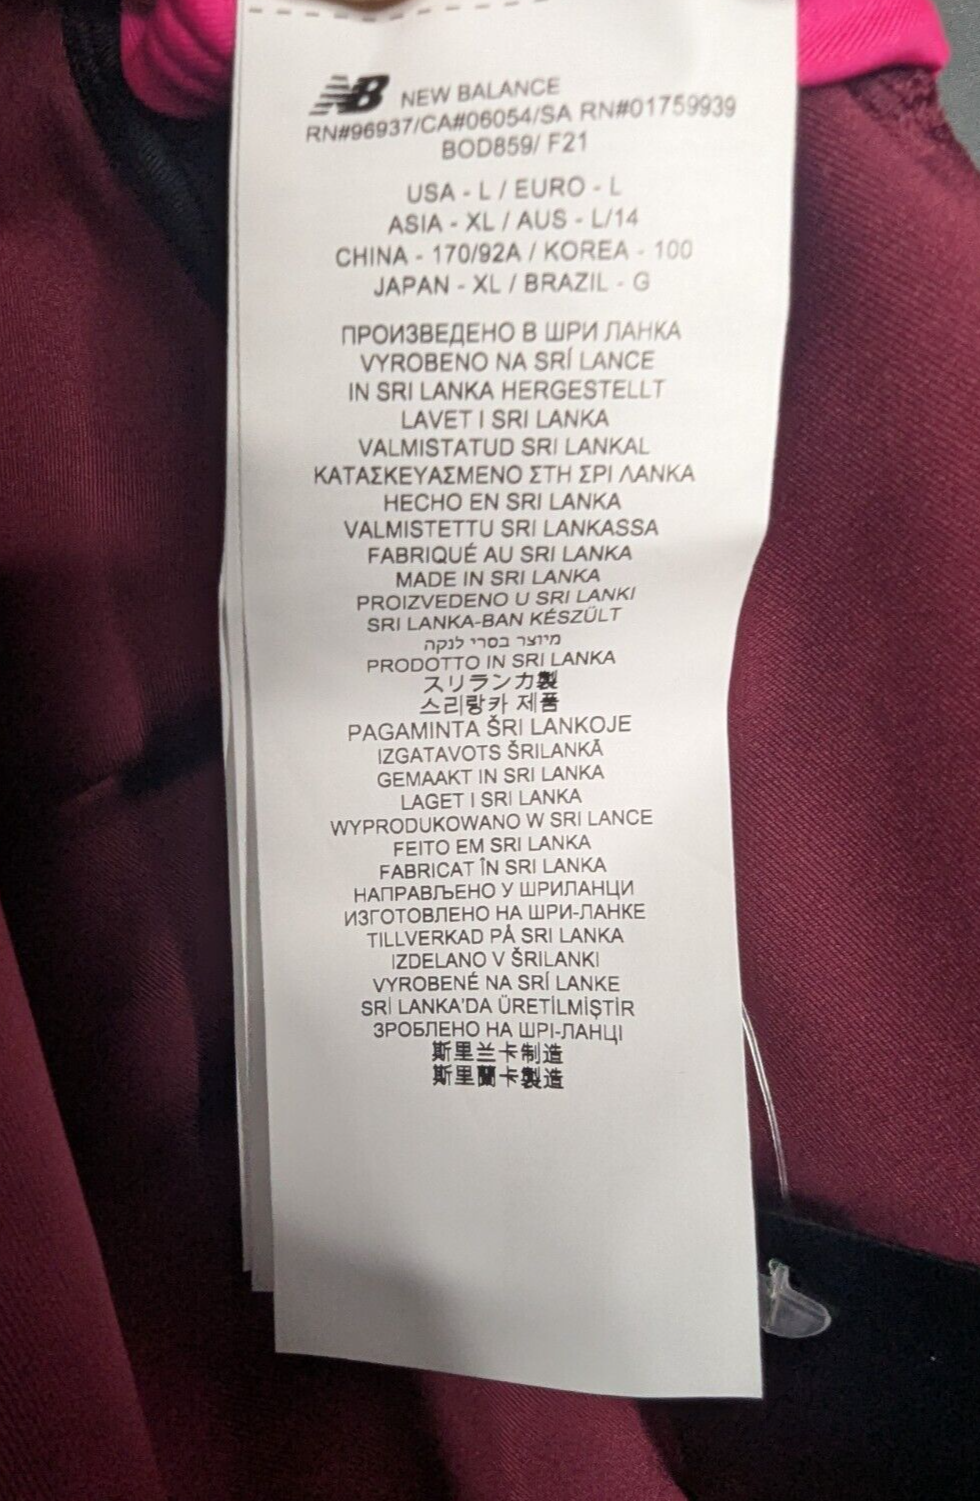 NB NEW BALANCE
RN#96937/CA#06054/SA RN#01759939
BOD859/ F21
USA - L / EURO - L
ASIA - XL / AUS - L/14
CHINA - 170/92A / KOREA - 100
JAPAN - XL / BRAZIL - G
ПРОИЗВЕДЕНО В ШРИ ЛАНКА
VYROBENO NA SRÍ LANCE
IN SRI LANKA HERGESTELLT
LAVET I SRI LANKA
VALMISTATUD SRI LANKAL
ΚΑΤΑΣΚΕΥΑΣΜΕΝΟ ΣΤΗ ΣΡΙ ΛΑΝΚΑ
HECHO EN SRI LANKA
VALMISTETTU SRI LANKASSA
FABRIQUÉ AU SRI LANKA
MADE IN SRI LANKA
PROIZVEDENO U SRI LANKI
SRI LANKA-BAN KÉSZÜLT
מיוצר בסרי לנקה
PRODOTTO IN SRI LANKA
スリランカ製
스리랑카 제품
PAGAMINTA ŠRI LANKOJE
IZGATAVOTS ŠRILANKĀ
GEMAAKT IN SRI LANKA
LAGET I SRI LANKA
WYPRODUKOWANO W SRI LANCE
FEITO EM SRI LANKA
FABRICAT ÎN SRI LANKA
НАПРАВЉЕНО У ШРИЛАНЦИ
ИЗГОТОВЛЕНО НА ШРИ-ЛАНКЕ
TILLVERKAD PÅ SRI LANKA
IZDELANO V ŠRILANKI
VYROBENÉ NA SRÍ LANKE
SRİ LANKA'DA ÜRETİLMİŞTİR
ЗРОБЛЕНО НА ШРІ-ЛАНЦІ
斯里兰卡制造
斯里蘭卡製造